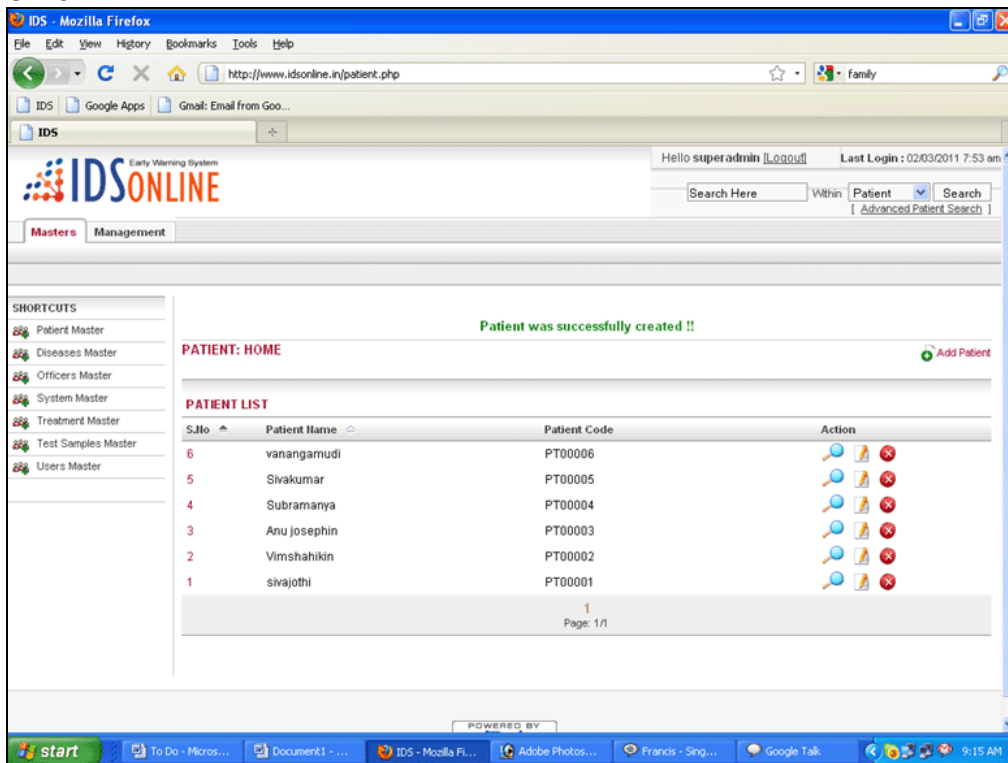 IDS - Mozilla Firefox
File Edit View History Bookmarks Tools Help
http://www.idsonline.in/patient.php
family
IDS Google Apps Gmail: Email from Goo...
IDS
Early Warning System
IDSONLINE
Hello superadmin [Logout] Last Login : 02/03/2011 7:53 am
Search Here Within Patient Search
[ Advanced Patient Search ]
Masters Management
SHORTCUTS
Patient Master
Diseases Master
Officers Master
System Master
Treatment Master
Test Samples Master
Users Master
Patient was successfully created !!
PATIENT: HOME Add Patient
PATIENT LIST
S.No Patient Name Patient Code Action
6 vanangamudi PT00006
5 Sivakumar PT00005
4 Subramanya PT00004
3 Anu josephin PT00003
2 Vimshahikin PT00002
1 sivajothi PT00001
1
Page: 1/1
POWERED BY
start To Do - Micros... Document1 - ... IDS - Mozilla Fi... Adobe Photos... Francis - Sing... Google Talk 9:15 AM